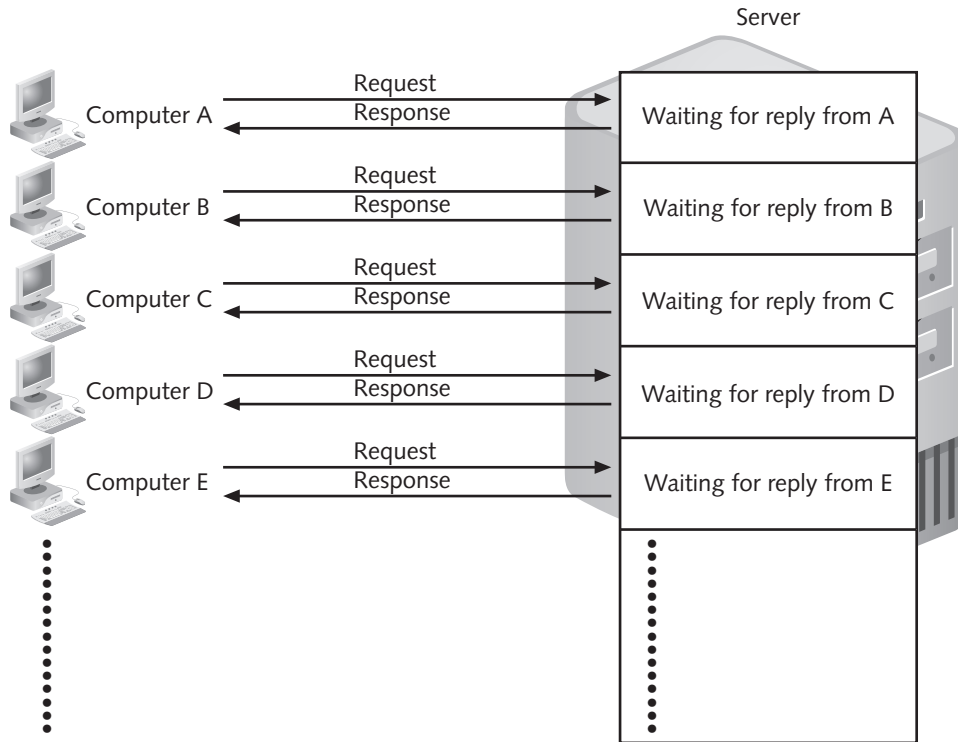 Server
Request
Computer A
Response
Waiting for reply from A
Request
Computer B
Response
Waiting for reply from B
Request
Computer C
Response
Waiting for reply from C
Request
Computer D
Response
Waiting for reply from D
Request
Computer E
Response
Waiting for reply from E